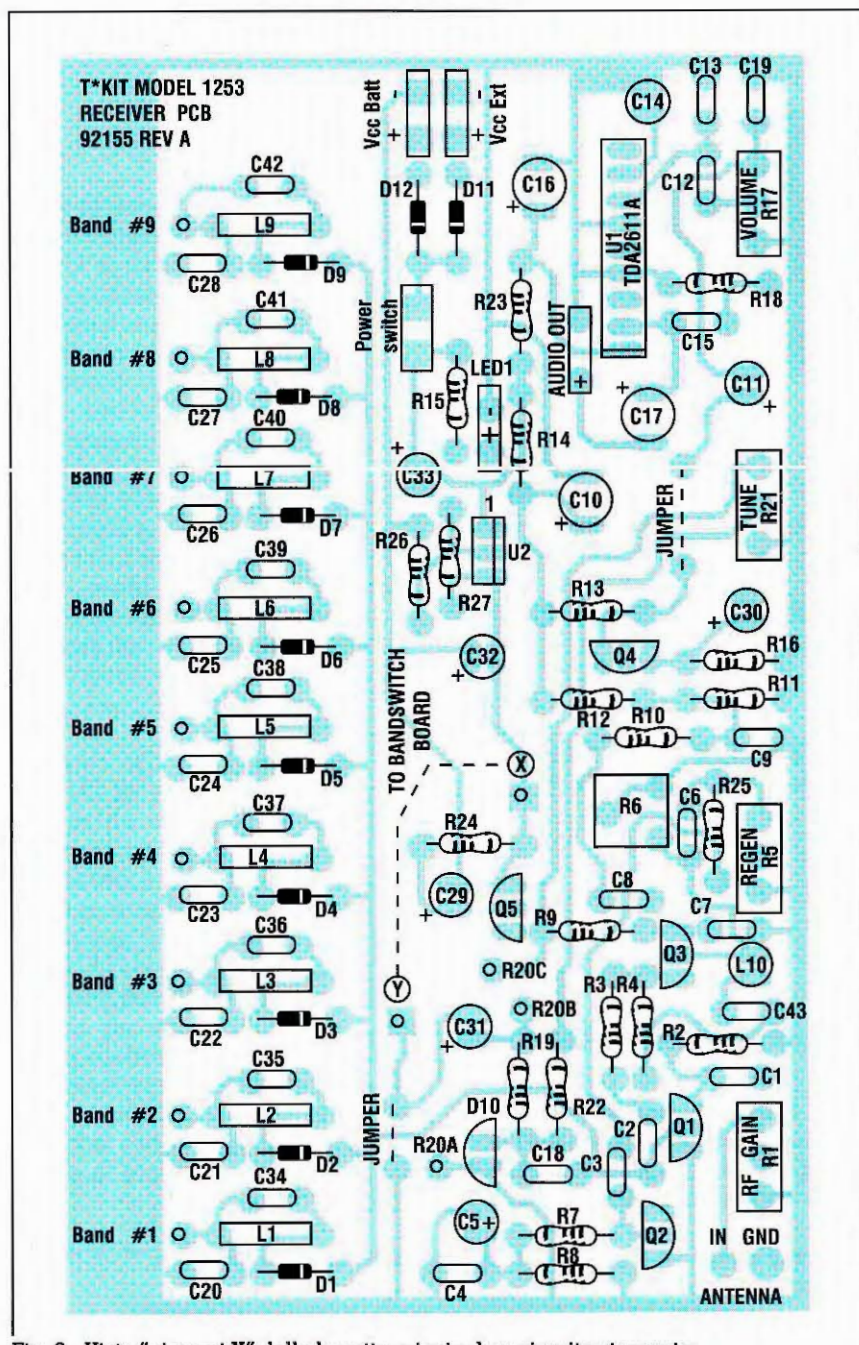 T*KIT MODEL 1253
RECEIVER PCB
92155 REV A
Vcc Batt
- +
Vcc Ext
- +
C14
C13
C19
C42
D12
D11
C16
+
U1
TDA2611A
C12
VOLUME
R17
Band #9
L9
C28
D9
R18
C41
Power
switch
R23
AUDIO OUT
+
C15
Band #8
L8
LED1
- +
C27
D8
R15
R14
C17
+
C11
+
C40
Band #7
L7
+
C33
C10
+
JUMPER
TUNE
R21
C26
D7
1
U2
R26
R27
C39
Band #6
L6
R13
+
C30
C25
D6
C32
+
Q4
R16
C38
R12
R11
Band #5
L5
TO BANDSWITCH
BOARD
R10
C9
C24
D5
X
R6
C6
R25
C37
R24
REGEN
R5
Band #4
L4
C23
D4
C29
+
Q5
C8
C7
R9
Q3
C36
R20C
L10
Band #3
L3
Y
R3
R4
C43
C22
D3
C31
+
R20B
R2
R19
C1
C35
Band #2
L2
JUMPER
D10
R22
C2
Q1
RF GAIN
R1
C21
D2
R20A
C18
C3
C34
C5+
R7
Band #1
L1
Q2
IN GND
R8
C20
D1
C4
ANTENNA